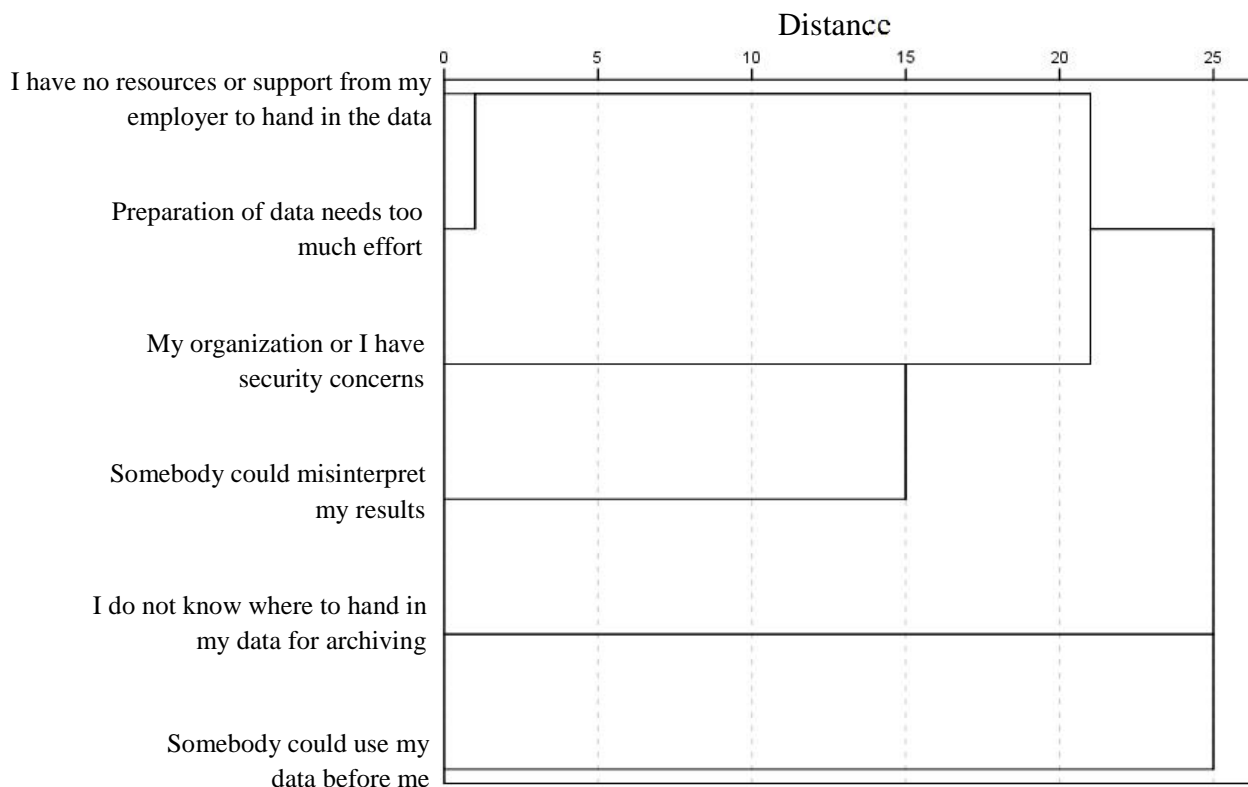 Distance
0 5 10 15 20 25
I have no resources or support from my
employer to hand in the data
Preparation of data needs too
much effort
My organization or I have
security concerns
Somebody could misinterpret
my results
I do not know where to hand in
my data for archiving
Somebody could use my
data before me